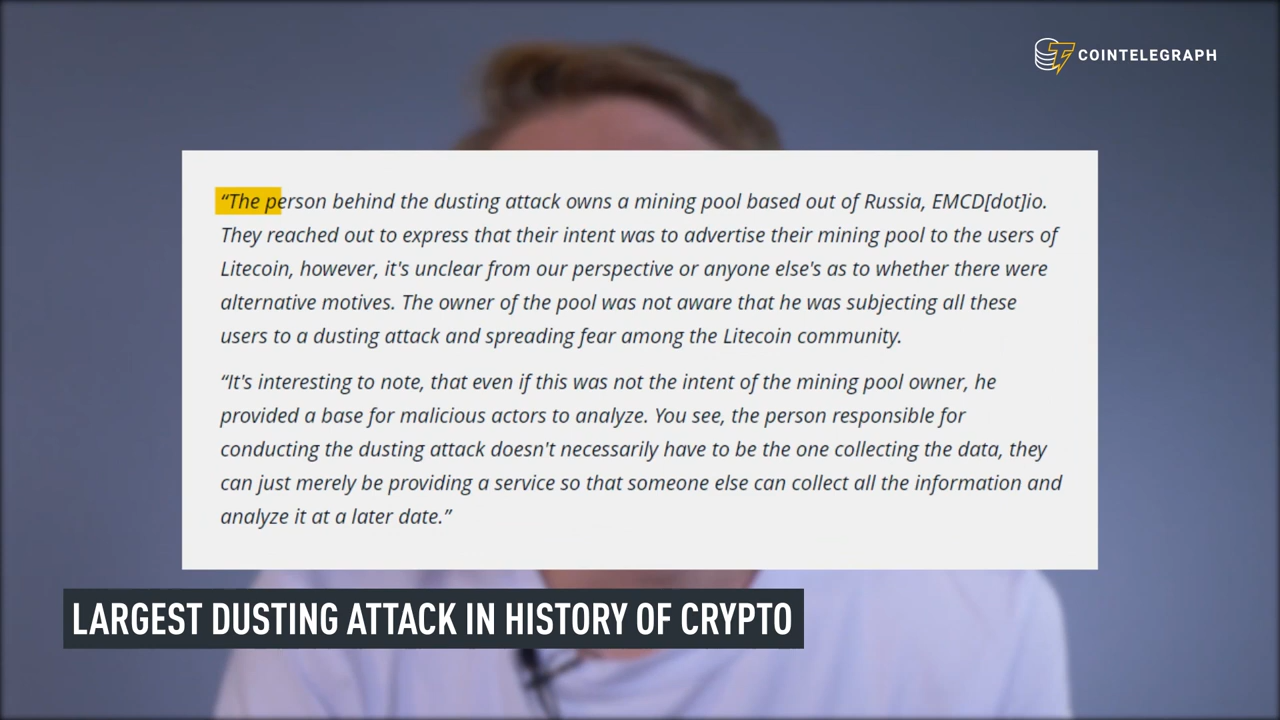 COINTELEGRAPH
“The person behind the dusting attack owns a mining pool based out of Russia, EMCD[dot]io.
They reached out to express that their intent was to advertise their mining pool to the users of
Litecoin, however, it's unclear from our perspective or anyone else's as to whether there were
alternative motives. The owner of the pool was not aware that he was subjecting all these
users to a dusting attack and spreading fear among the Litecoin community.
“It's interesting to note, that even if this was not the intent of the mining pool owner, he
provided a base for malicious actors to analyze. You see, the person responsible for
conducting the dusting attack doesn't necessarily have to be the one collecting the data, they
can just merely be providing a service so that someone else can collect all the information and
analyze it at a later date.”
LARGEST DUSTING ATTACK IN HISTORY OF CRYPTO